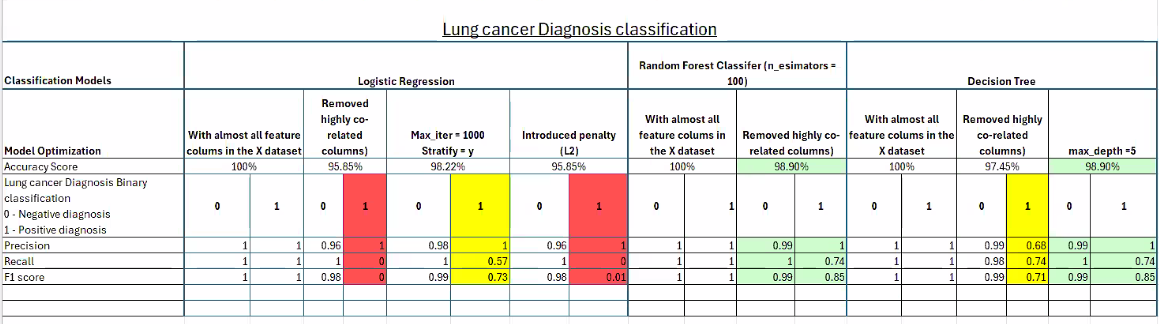 Lung cancer Diagnosis classification
Classification Models
Logistic Regression
Random Forest Classifer (n_esimators =
100)
Decision Tree
Model Optimization
With almost all feature
colums in the X dataset
Removed
highly co-
related
columns)
Max_iter = 1000
Stratify = y
Introduced penalty
(L2)
With almost all
feature colums in
the X dataset
Removed highly co-
related columns)
With almost all
feature colums in the
X dataset
Removed highly
co-related
columns)
max_depth =5
Accuracy Score 100% 95.85% 98.22% 95.85% 100% 98.90% 100% 97.45% 98.90%
Lung cancer Diagnosis Binary
classification
0 - Negative diagnosis
1 - Positive diagnosis
0 1 0 1 0 1 0 1 0 1 0 1 0 1 0 1 0 1
Precision 1 1 0.96 1 0.98 1 0.96 1 1 1 0.99 1 1 1 0.99 0.68 0.99 1
Recall 1 1 1 0 1 0.57 1 0 1 1 1 0.74 1 1 0.98 0.74 1 0.74
F1 score 1 1 0.98 0 0.99 0.73 0.98 0.01 1 1 0.99 0.85 1 1 0.99 0.71 0.99 0.85